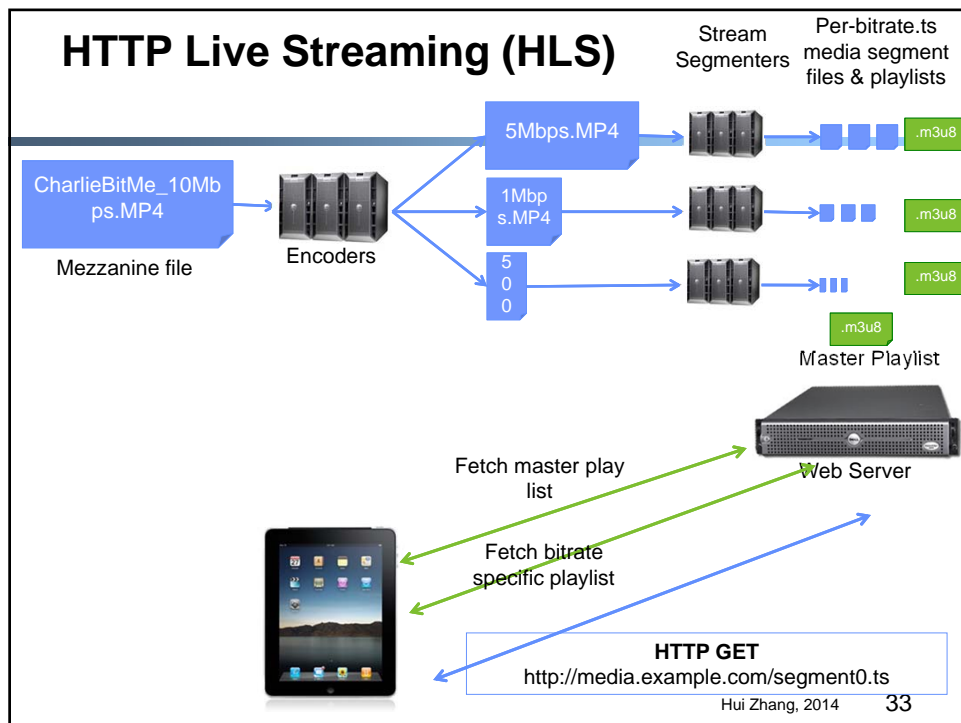 HTTP Live Streaming (HLS)
Stream
Segmenters
Per-bitrate.ts
media segment
files & playlists
5Mbps.MP4
.m3u8
CharlieBitMe_10Mb
ps.MP4
Mezzanine file
Encoders
1Mbp
s.MP4
.m3u8
5
0
0
.m3u8
.m3u8
Master Playlist
Web Server
Fetch master play
list
Fetch bitrate
specific playlist
HTTP GET
http://media.example.com/segment0.ts
Hui Zhang, 2014
33